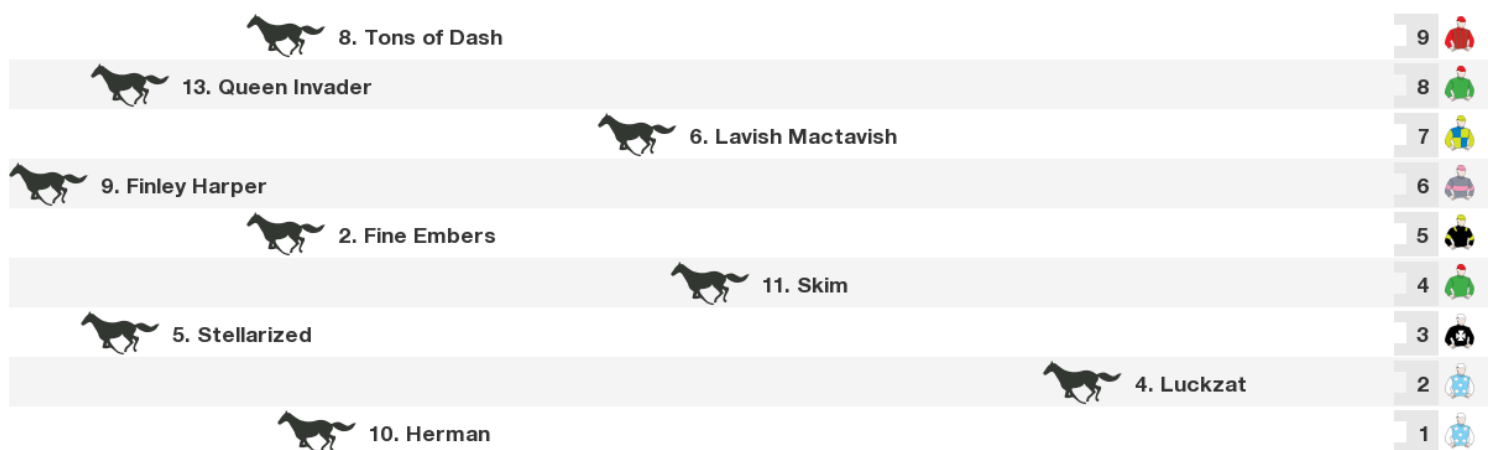 8. Tons of Dash 9
13. Queen Invader 8
6. Lavish Mactavish 7
9. Finley Harper 6
2. Fine Embers 5
11. Skim 4
5. Stellarized 3
4. Luckzat 2
10. Herman 1